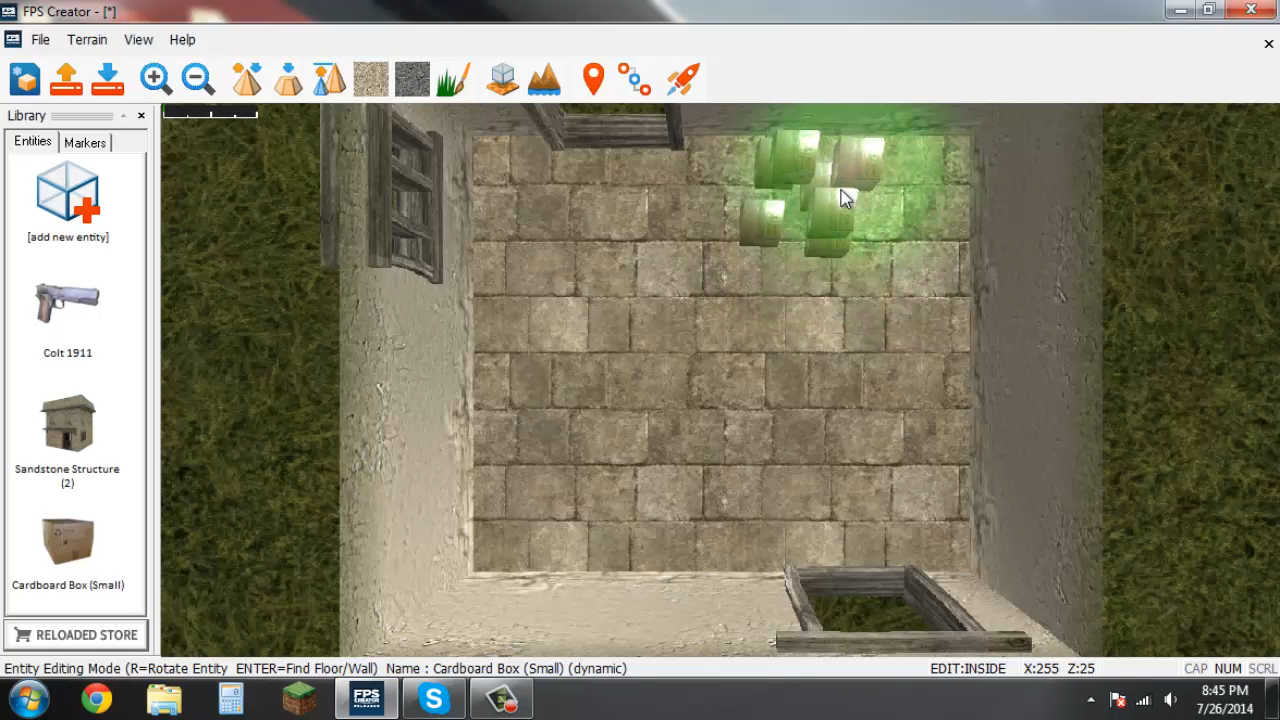 FPS Creator - [*]
File Terrain View Help
Library
Entities Markers
[add new entity]
Colt 1911
Sandstone Structure
(2)
Cardboard Box (Small)
RELOADED STORE
Entity Editing Mode (R=Rotate Entity ENTER=Find Floor/Wall) Name : Cardboard Box (Small) (dynamic) EDIT:INSIDE X:255 Z:25 CAP NUM SCRL
FPS
CREATOR
8:45 PM
7/26/2014